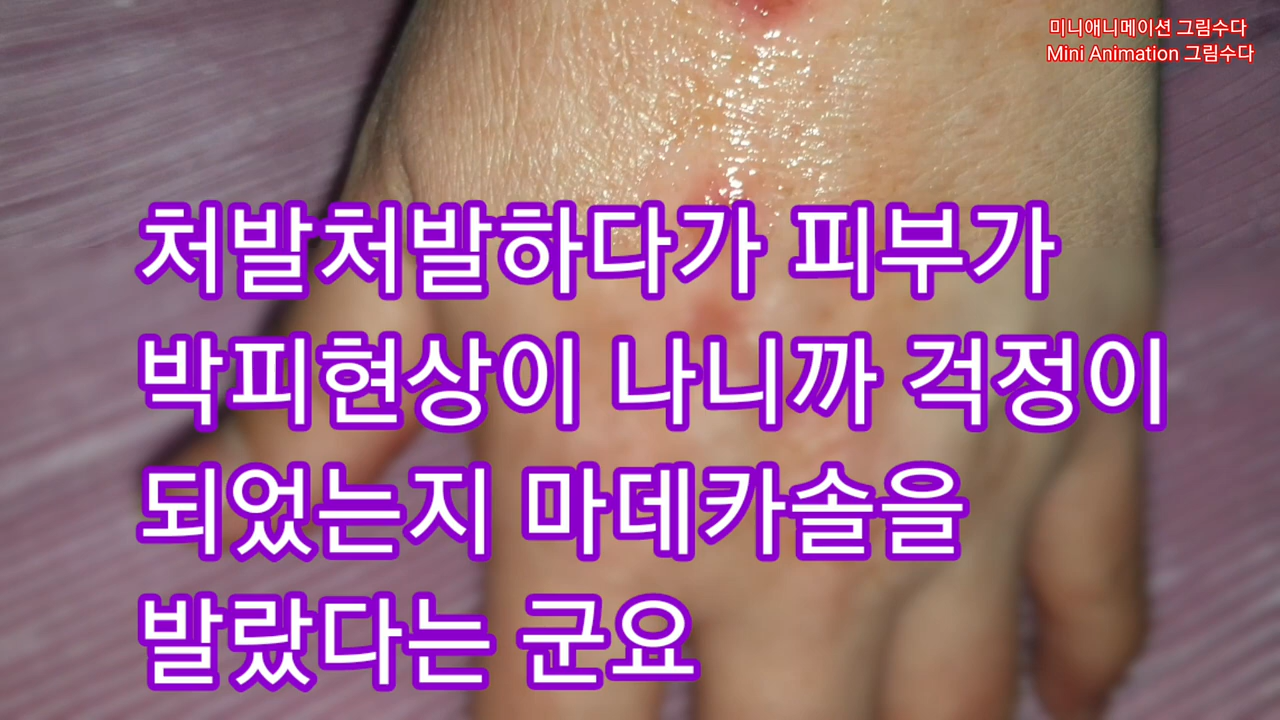 미니애니메이션 그림수다
Mini Animation 그림수다
처발처발하다가 피부가
박피현상이 나니까 걱정이
되었는지 마데카솔을
발랐다는 군요